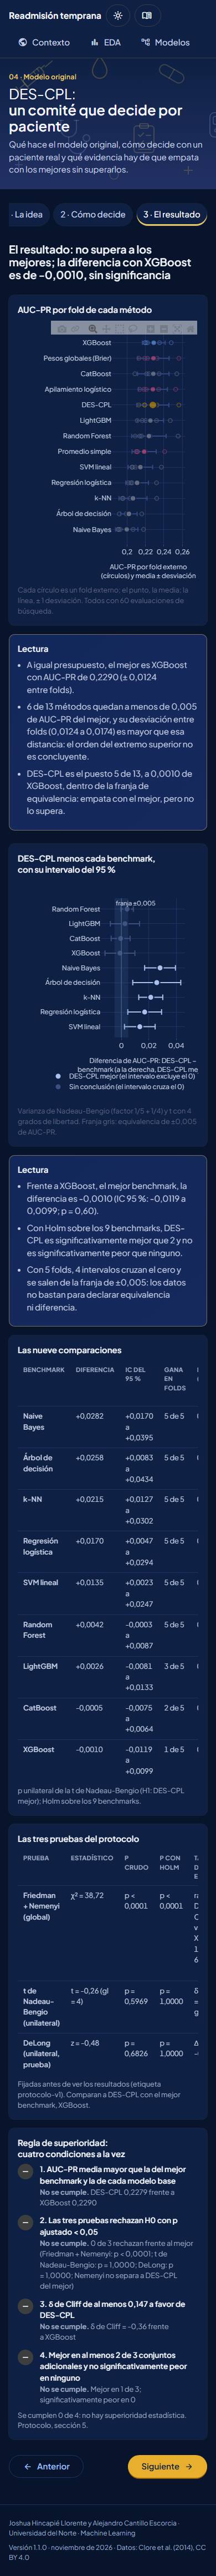 Readmisión temprana
Contexto
EDA
Modelos
04 · Modelo original
DES-CPL:
un comité que decide por
paciente
Qué hace el modelo original, cómo decide con un
paciente real y qué evidencia hay de que empata
con los mejores sin superarlos.
· La idea
2 · Cómo decide
3 · El resultado
El resultado: no supera a los
mejores; la diferencia con XGBoost
es de -0,0010, sin significancia
AUC-PR por fold de cada método
XGBoost
Pesos globales (Brier)
CatBoost
Apilamiento logístico
DES-CPL
LightGBM
Random Forest
Promedio simple
SVM lineal
Regresión logística
k-NN
Árbol de decisión
Naive Bayes
0,2 0,22 0,24 0,26
AUC-PR por fold externo
(círculos) y media ± desviación
Cada círculo es un fold externo; el punto, la media, y la
línea, ± 1 desviación. Todos con 60 evaluaciones de
búsqueda.
Lectura
• A igual presupuesto, el mejor es XGBoost
con AUC-PR de 0,2290 (± 0,0124
entre folds).
• 6 de 13 métodos quedan a menos de 0,005
de AUC-PR del mejor, y su desviación entre
folds (0,0124 a 0,0174) es mayor que esa
distancia: el orden del extremo superior no
es concluyente.
• DES-CPL es el puesto 5 de 13, a 0,0010 de
XGBoost, dentro de la franja de
equivalencia: empata con el mejor, pero no
lo supera.
DES-CPL menos cada benchmark,
con su intervalo del 95 %
franja ±0,005
Random Forest
LightGBM
CatBoost
XGBoost
Naive Bayes
Árbol de decisión
k-NN
Regresión logística
SVM lineal
0 0,02 0,04
Diferencia de AUC-PR: DES-CPL −
benchmark (a la derecha, DES-CPL me
DES-CPL mejor (el intervalo excluye el 0)
Sin conclusión (el intervalo cruza el 0)
Varianza de Nadeau-Bengio (factor 1/5 + 1/4) y t con 4
grados de libertad. Franja gris: equivalencia de ±0,005
de AUC-PR.
Lectura
• Frente a XGBoost, el mejor benchmark, la
diferencia es -0,0010 (IC 95 %: -0,0119 a
0,0099; p = 0,60).
• Con Holm sobre los 9 benchmarks, DES-
CPL es significativamente mejor que 2 y no
es significativamente peor que ninguno.
• Con 5 folds, 4 intervalos cruzan el cero y
se salen de la franja de ±0,005: los datos
no bastan para declarar equivalencia
ni diferencia.
Las nueve comparaciones
BENCHMARK DIFERENCIA IC DEL 95 % GANA EN FOLDS
Naive Bayes +0,0282 +0,0170 a +0,0395 5 de 5
Árbol de decisión +0,0258 +0,0083 a +0,0434 5 de 5
k-NN +0,0215 +0,0127 a +0,0302 5 de 5
Regresión logística +0,0170 +0,0047 a +0,0294 5 de 5
SVM lineal +0,0135 +0,0023 a +0,0247 5 de 5
Random Forest +0,0042 -0,0003 a +0,0087 5 de 5
LightGBM +0,0026 -0,0081 a +0,0133 3 de 5
CatBoost -0,0005 -0,0075 a +0,0064 2 de 5
XGBoost -0,0010 -0,0119 a +0,0099 1 de 5
p unilateral de la t de Nadeau-Bengio (H1: DES-CPL
mejor); Holm sobre los 9 benchmarks.
Las tres pruebas del protocolo
PRUEBA ESTADÍSTICO P CRUDO P CON HOLM
Friedman + Nemenyi (global) χ² = 38,72 p < 0,0001 p < 0,0001
t de Nadeau-Bengio (unilateral) t = -0,26 (gl = 4) p = 0,5969 p = 1,0000
DeLong (unilateral, prueba) z = -0,48 p = 0,6826 p = 1,0000
Fijadas antes de ver los resultados (etiqueta
protocolo-v1). Comparan a DES-CPL con el mejor
benchmark, XGBoost.
Regla de superioridad:
cuatro condiciones a la vez
1. AUC-PR media mayor que la del mejor
benchmark y la de cada modelo base
No se cumple. DES-CPL 0,2279 frente a
XGBoost 0,2290
2. Las tres pruebas rechazan H0 con p
ajustado < 0,05
No se cumple. 0 de 3 rechazan frente al mejor
(Friedman + Nemenyi: p < 0,0001; t de
Nadeau-Bengio: p = 1,0000; DeLong: p
= 1,0000; Nemenyi no separa a DES-CPL
del mejor)
3. δ de Cliff de al menos 0,147 a favor de
DES-CPL
No se cumple. δ de Cliff = -0,36 frente
a XGBoost
4. Mejor en al menos 2 de 3 conjuntos
adicionales y no significativamente peor
en ninguno
No se cumple. Mejor en 1 de 3;
significativamente peor en 0
Se cumplen 0 de 4: no hay superioridad estadística.
Protocolo, sección 5.
← Anterior
Siguiente →
Joshua Hincapié Llorente y Alejandro Cantillo Escorcia ·
Universidad del Norte · Machine Learning
Versión 1.1.0 · noviembre de 2026 · Datos: Clore et al. (2014), CC
BY 4.0